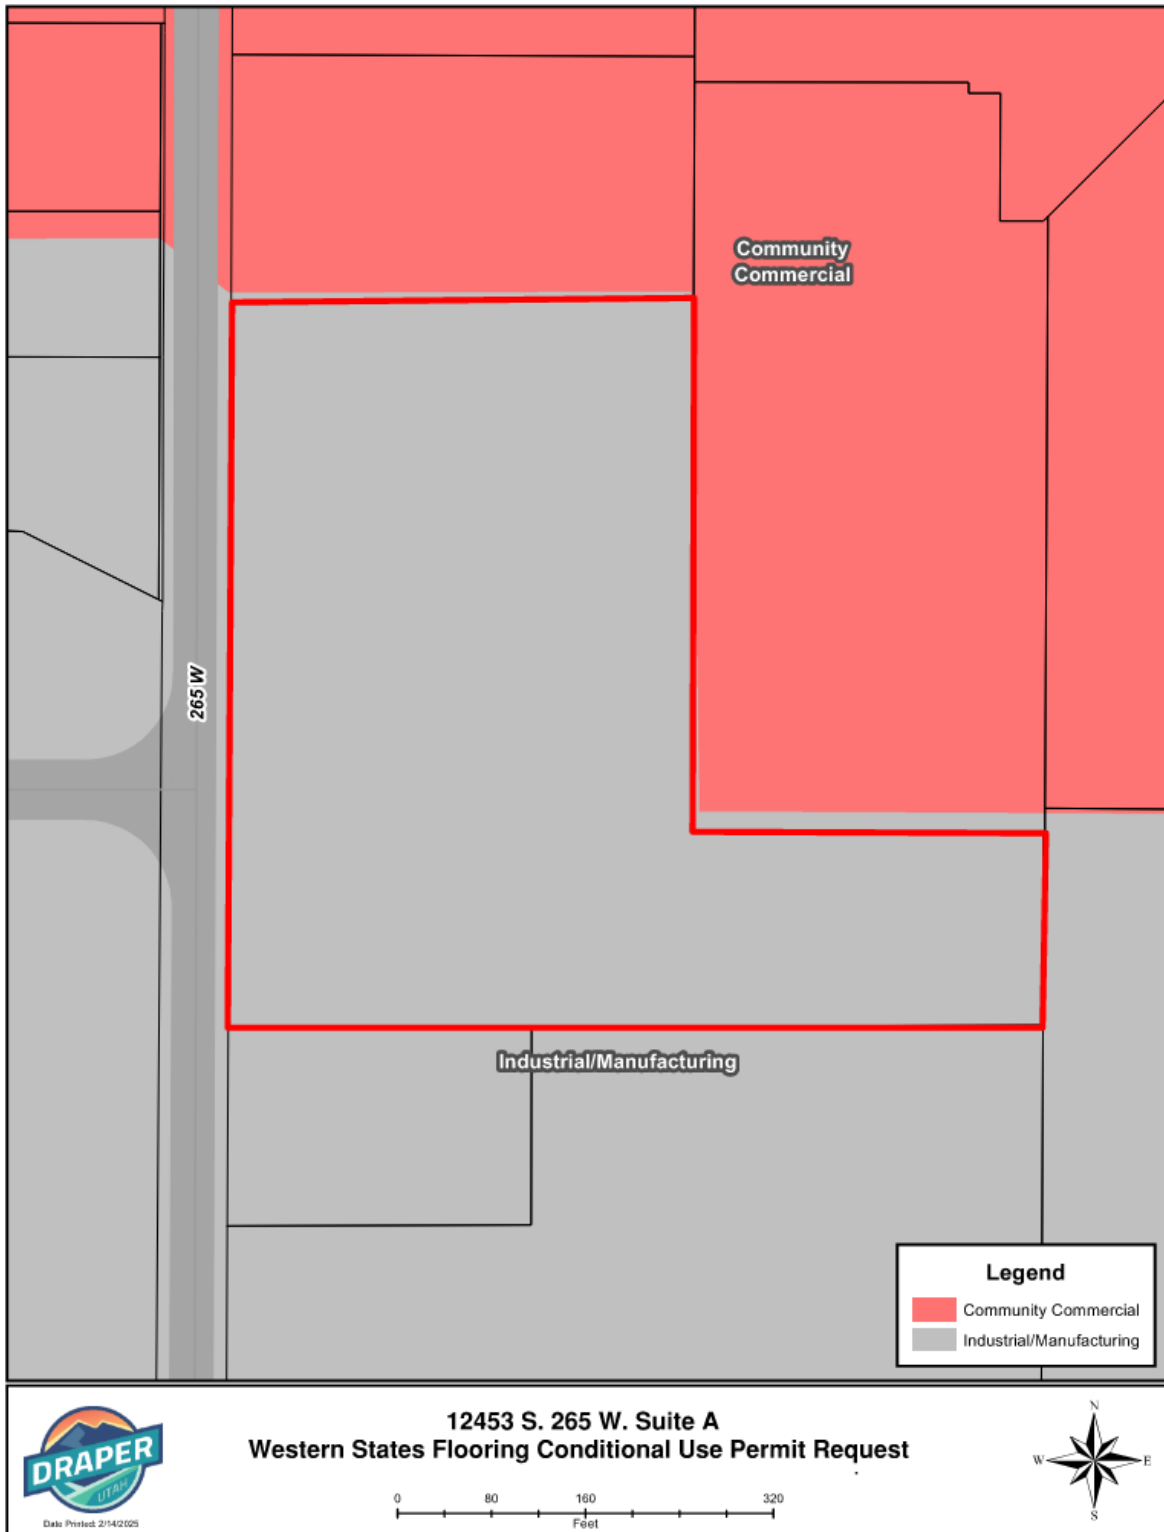 Community
Commercial
265 W
Industrial/Manufacturing
Legend
Community Commercial
Industrial/Manufacturing
DRAPER
UTAH
Date Printed: 2/14/2025
12453 S. 265 W. Suite A
Western States Flooring Conditional Use Permit Request
0 80 160 320
Feet
N
W E
S